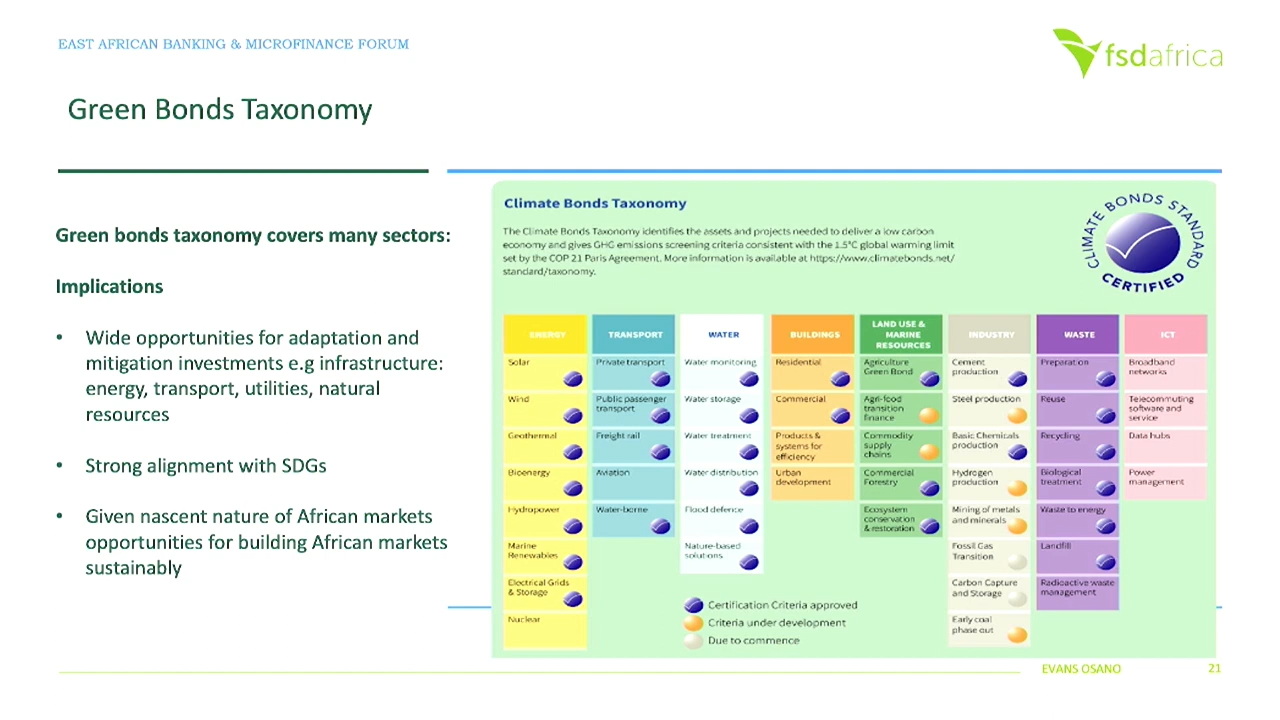 EAST AFRICAN BANKING & MICROFINANCE FORUM
fsdafrica
Green Bonds Taxonomy
Green bonds taxonomy covers many sectors:
Implications
• Wide opportunities for adaptation and
mitigation investments e.g infrastructure:
energy, transport, utilities, natural
resources
• Strong alignment with SDGs
• Given nascent nature of African markets
opportunities for building African markets
sustainably
Climate Bonds Taxonomy
The Climate Bonds Taxonomy identifies the assets and projects needed to deliver a low carbon
economy and gives GHG emissions screening criteria consistent with the 1.5°C global warming limit
set by the COP 21 Paris Agreement. More information is available at https://www.climatebonds.net/
standard/taxonomy.
CLIMATE BONDS STANDARD
CERTIFIED
ENERGY
Solar
Wind
Geothermal
Bioenergy
Hydropower
Marine
Renewables
Electrical Grids
& Storage
Nuclear
TRANSPORT
Private transport
Public passenger
transport
Freight rail
Aviation
Water-borne
WATER
Water monitoring
Water storage
Water treatment
Water distribution
Flood defence
Nature-based
solutions
BUILDINGS
Residential
Commercial
Products &
systems for
efficiency
Urban
development
LAND USE &
MARINE
RESOURCES
Agriculture
Green Bond
Agri-food
transition
finance
Commodity
supply
chains
Commercial
Forestry
Ecosystem
conservation
& restoration
INDUSTRY
Cement
production
Steel production
Basic Chemicals
production
Hydrogen
production
Mining of metals
and minerals
Fossil Gas
Transition
Carbon Capture
and Storage
Early coal
phase out
WASTE
Preparation
Reuse
Recycling
Biological
treatment
Waste to energy
Landfill
Radioactive waste
management
ICT
Broadband
networks
Telecommuting
software and
service
Data hubs
Power
management
Certification Criteria approved
Criteria under development
Due to commence
EVANS OSANO
21